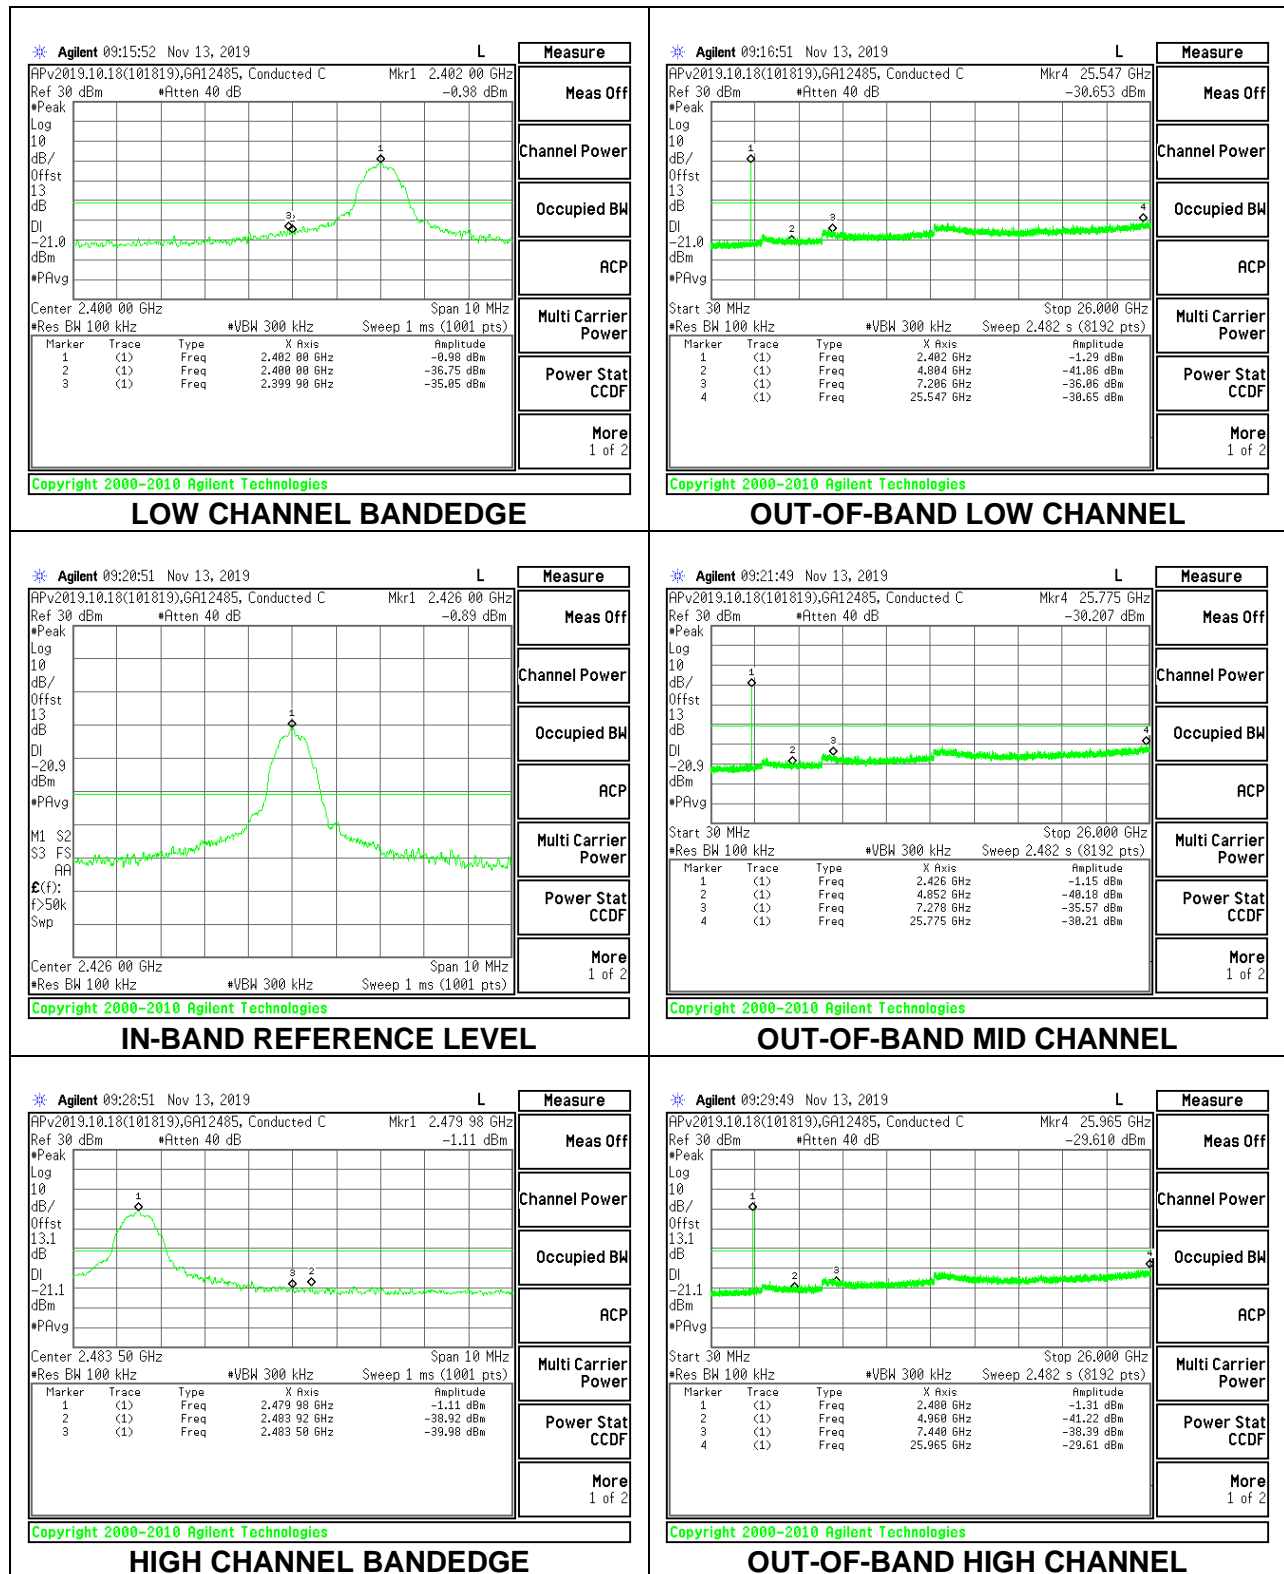 Agilent 09:15:52 Nov 13, 2019 L Measure
APv2019.10.18(101819),GA12485, Conducted C Mkr1 2.402 00 GHz
Ref 30 dBm #Atten 40 dB -0.98 dBm
#Peak
Log
10
dB/
Offst
13
dB
DI
-21.0
dBm
#PAvg
1
3
2
Center 2.400 00 GHz Span 10 MHz
#Res BW 100 kHz #VBW 300 kHz Sweep 1 ms (1001 pts)
Marker Trace Type X Axis Amplitude
1 (1) Freq 2.402 00 GHz -0.98 dBm
2 (1) Freq 2.400 00 GHz -36.75 dBm
3 (1) Freq 2.399 90 GHz -35.05 dBm
Meas Off
Channel Power
Occupied BW
ACP
Multi Carrier
Power
Power Stat
CCDF
More
1 of 2
Copyright 2000-2010 Agilent Technologies
LOW CHANNEL BANDEDGE
Agilent 09:16:51 Nov 13, 2019 L Measure
APv2019.10.18(101819),GA12485, Conducted C Mkr4 25.547 GHz
Ref 30 dBm #Atten 40 dB -30.653 dBm
#Peak
Log
10
dB/
Offst
13
dB
DI
-21.0
dBm
#PAvg
1
2
3
4
Start 30 MHz Stop 26.000 GHz
#Res BW 100 kHz #VBW 300 kHz Sweep 2.482 s (8192 pts)
Marker Trace Type X Axis Amplitude
1 (1) Freq 2.402 GHz -1.29 dBm
2 (1) Freq 4.804 GHz -41.86 dBm
3 (1) Freq 7.206 GHz -36.06 dBm
4 (1) Freq 25.547 GHz -30.65 dBm
Meas Off
Channel Power
Occupied BW
ACP
Multi Carrier
Power
Power Stat
CCDF
More
1 of 2
Copyright 2000-2010 Agilent Technologies
OUT-OF-BAND LOW CHANNEL
Agilent 09:20:51 Nov 13, 2019 L Measure
APv2019.10.18(101819),GA12485, Conducted C Mkr1 2.426 00 GHz
Ref 30 dBm #Atten 40 dB -0.89 dBm
#Peak
Log
10
dB/
Offst
13
dB
DI
-20.9
dBm
#PAvg
1
M1 S2
S3 FS
AA
£(f):
f>50k
Swp
Center 2.426 00 GHz Span 10 MHz
#Res BW 100 kHz #VBW 300 kHz Sweep 1 ms (1001 pts)
Meas Off
Channel Power
Occupied BW
ACP
Multi Carrier
Power
Power Stat
CCDF
More
1 of 2
Copyright 2000-2010 Agilent Technologies
IN-BAND REFERENCE LEVEL
Agilent 09:21:49 Nov 13, 2019 L Measure
APv2019.10.18(101819),GA12485, Conducted C Mkr4 25.775 GHz
Ref 30 dBm #Atten 40 dB -30.207 dBm
#Peak
Log
10
dB/
Offst
13
dB
DI
-20.9
dBm
#PAvg
1
2
3
4
Start 30 MHz Stop 26.000 GHz
#Res BW 100 kHz #VBW 300 kHz Sweep 2.482 s (8192 pts)
Marker Trace Type X Axis Amplitude
1 (1) Freq 2.426 GHz -1.15 dBm
2 (1) Freq 4.852 GHz -40.18 dBm
3 (1) Freq 7.278 GHz -35.57 dBm
4 (1) Freq 25.775 GHz -30.21 dBm
Meas Off
Channel Power
Occupied BW
ACP
Multi Carrier
Power
Power Stat
CCDF
More
1 of 2
Copyright 2000-2010 Agilent Technologies
OUT-OF-BAND MID CHANNEL
Agilent 09:28:51 Nov 13, 2019 L Measure
APv2019.10.18(101819),GA12485, Conducted C Mkr1 2.479 98 GHz
Ref 30 dBm #Atten 40 dB -1.11 dBm
#Peak
Log
10
dB/
Offst
13.1
dB
DI
-21.1
dBm
#PAvg
1
3
2
Center 2.483 50 GHz Span 10 MHz
#Res BW 100 kHz #VBW 300 kHz Sweep 1 ms (1001 pts)
Marker Trace Type X Axis Amplitude
1 (1) Freq 2.479 98 GHz -1.11 dBm
2 (1) Freq 2.483 92 GHz -38.92 dBm
3 (1) Freq 2.483 50 GHz -39.98 dBm
Meas Off
Channel Power
Occupied BW
ACP
Multi Carrier
Power
Power Stat
CCDF
More
1 of 2
Copyright 2000-2010 Agilent Technologies
HIGH CHANNEL BANDEDGE
Agilent 09:29:49 Nov 13, 2019 L Measure
APv2019.10.18(101819),GA12485, Conducted C Mkr4 25.965 GHz
Ref 30 dBm #Atten 40 dB -29.610 dBm
#Peak
Log
10
dB/
Offst
13.1
dB
DI
-21.1
dBm
#PAvg
1
2
3
4
Start 30 MHz Stop 26.000 GHz
#Res BW 100 kHz #VBW 300 kHz Sweep 2.482 s (8192 pts)
Marker Trace Type X Axis Amplitude
1 (1) Freq 2.480 GHz -1.31 dBm
2 (1) Freq 4.960 GHz -41.22 dBm
3 (1) Freq 7.440 GHz -38.39 dBm
4 (1) Freq 25.965 GHz -29.61 dBm
Meas Off
Channel Power
Occupied BW
ACP
Multi Carrier
Power
Power Stat
CCDF
More
1 of 2
Copyright 2000-2010 Agilent Technologies
OUT-OF-BAND HIGH CHANNEL